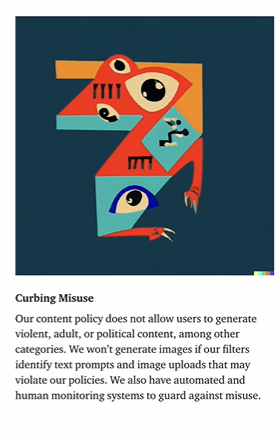 Curbing Misuse
Our content policy does not allow users to generate
violent, adult, or political content, among other
categories. We won’t generate images if our filters
identify text prompts and image uploads that may
violate our policies. We also have automated and
human monitoring systems to guard against misuse.